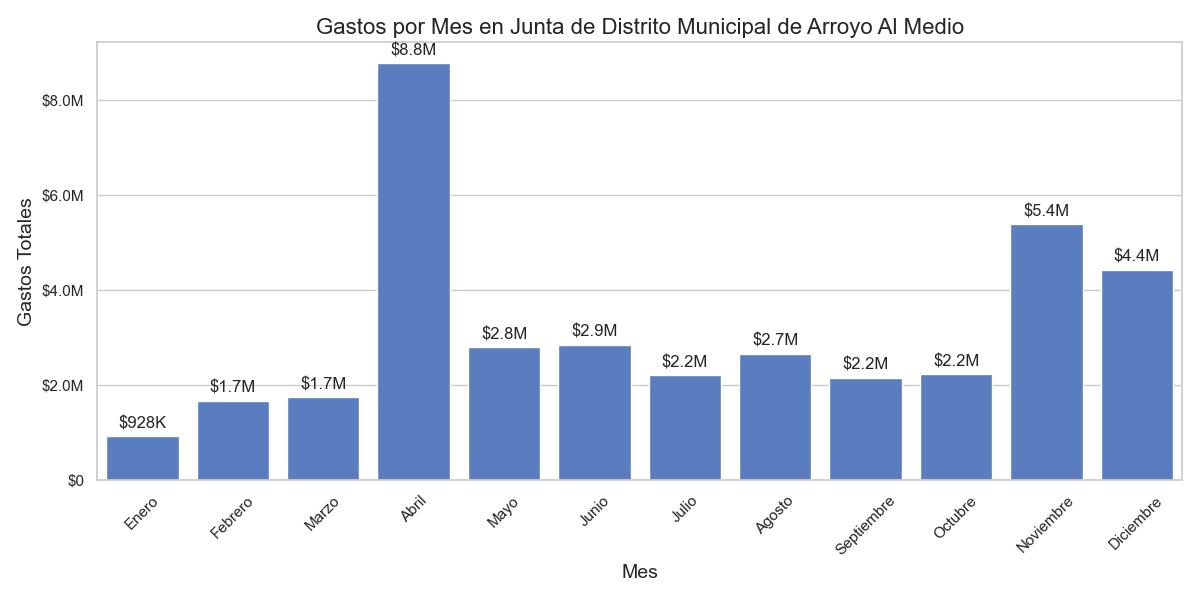 Gastos por Mes en Junta de Distrito Municipal de Arroyo Al Medio
Gastos Totales
$8.0M
$6.0M
$4.0M
$2.0M
$0
$928K
$1.7M
$1.7M
$8.8M
$2.8M
$2.9M
$2.2M
$2.7M
$2.2M
$2.2M
$5.4M
$4.4M
Enero
Febrero
Marzo
Abril
Mayo
Junio
Julio
Agosto
Septiembre
Octubre
Noviembre
Diciembre
Mes